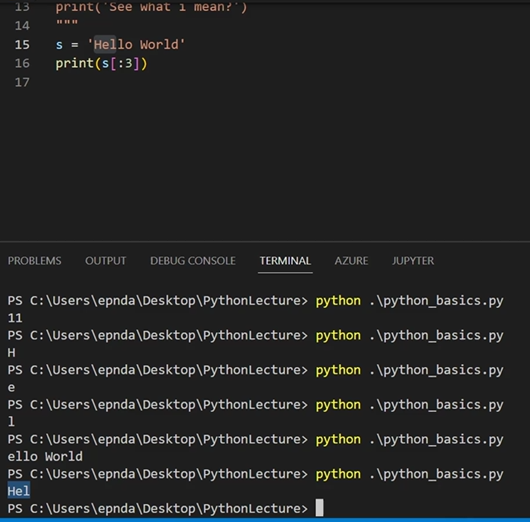 13 print('See what i mean?')
14 """
15 s = 'Hello World'
16 print(s[:3])
17
PROBLEMS OUTPUT DEBUG CONSOLE TERMINAL AZURE JUPYTER
PS C:\Users\epnda\Desktop\PythonLecture> python .\python_basics.py
11
PS C:\Users\epnda\Desktop\PythonLecture> python .\python_basics.py
H
PS C:\Users\epnda\Desktop\PythonLecture> python .\python_basics.py
e
PS C:\Users\epnda\Desktop\PythonLecture> python .\python_basics.py
l
PS C:\Users\epnda\Desktop\PythonLecture> python .\python_basics.py
ello World
PS C:\Users\epnda\Desktop\PythonLecture> python .\python_basics.py
Hel
PS C:\Users\epnda\Desktop\PythonLecture>